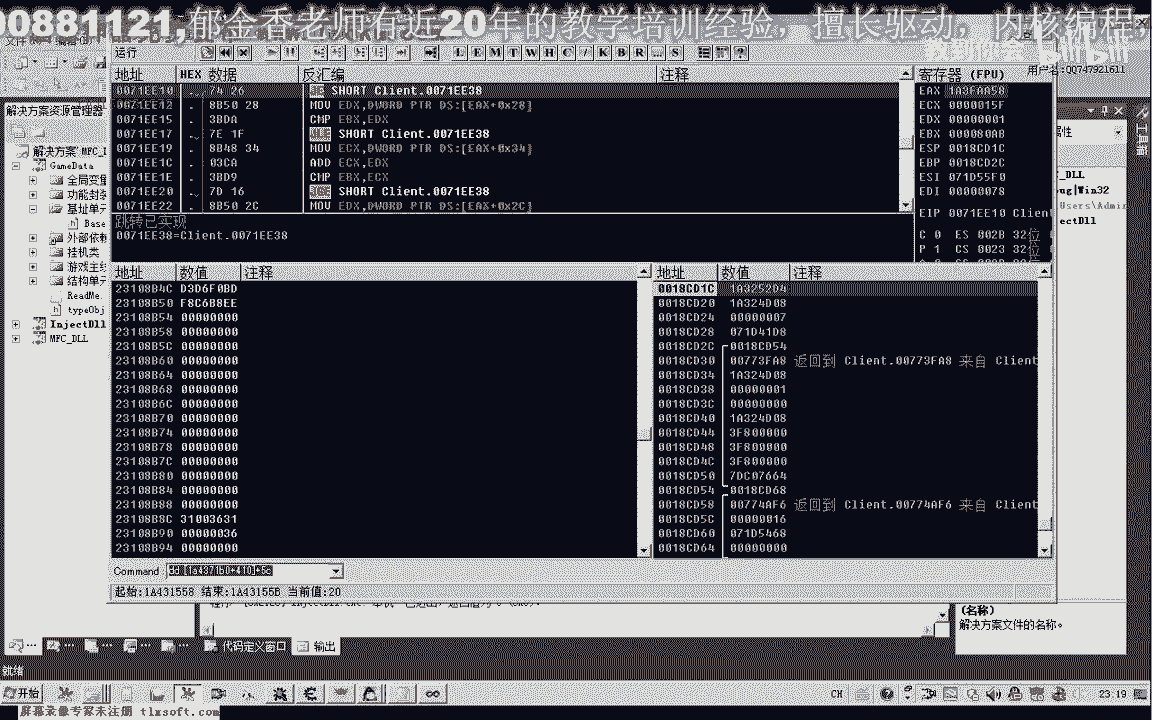 00881121,郁金香老师有近20年的教学培训经验，擅长驱动，内核编程，
用户名:QQ747921611
运行
L E M T W H C / K B R ... S
地址 HEX 数据 反汇编 注释
0071EE10 . 74 26 JE SHORT Client.0071EE38
0071EE12 . 8B50 28 MOV EDX,DWORD PTR DS:[EAX+0x28]
0071EE15 . 3BDA CMP EBX,EDX
0071EE17 . 7E 1F JLE SHORT Client.0071EE38
0071EE19 . 8B48 34 MOV ECX,DWORD PTR DS:[EAX+0x34]
0071EE1C . 03CA ADD ECX,EDX
0071EE1E . 3BD9 CMP EBX,ECX
0071EE20 . 7D 16 JGE SHORT Client.0071EE38
0071EE22 . 8B50 2C MOV EDX,DWORD PTR DS:[EAX+0x2C]
跳转已实现
0071EE38=Client.0071EE38
寄存器 (FPU)
EAX 1A3FAA58
ECX 0000015F
EDX 00000001
EBX 000080AB
ESP 0018CD1C
EBP 0018CD2C
ESI 071D55F0
EDI 00000078
EIP 0071EE10 Client
C 0 ES 002B 32位
P 1 CS 0023 32位
解决方案资源管理器
解决方案"MFC_D
GameData
全局变量
功能封装
基址单元
Base
外部依赖
挂机类
游戏主线
结构单元
ReadMe.
typeObj
InjectDll
MFC_DLL
地址 数值 注释
23108B4C D3D6F0BD
23108B50 F8C6B8EE
23108B54 00000000
23108B58 00000000
23108B5C 00000000
23108B60 00000000
23108B64 00000000
23108B68 00000000
23108B6C 00000000
23108B70 00000000
23108B74 00000000
23108B78 00000000
23108B7C 00000000
23108B80 00000000
23108B84 00000000
23108B88 00000000
23108B8C 31003631
23108B90 00000036
23108B94 00000000
地址 数值 注释
0018CD1C 1A3252D4
0018CD20 1A324D08
0018CD24 00000007
0018CD28 071D41D8
0018CD2C 0018CD54
0018CD30 00773FA8 返回到 Client.00773FA8 来自 Client
0018CD34 1A324D08
0018CD38 00000001
0018CD3C 00000000
0018CD40 1A324D08
0018CD44 3F800000
0018CD48 3F800000
0018CD4C 3F800000
0018CD50 7DC07664
0018CD54 0018CD68
0018CD58 00774AF6 返回到 Client.00774AF6 来自 Client
0018CD5C 00000016
0018CD60 071D5468
0018CD64 00000000
Command dd [1a4371b0+410]+5c
起始:1A431558 结束:1A43155B 当前值:20
(名称)
解决方案文件的名称。
代码定义窗口 输出
就绪
开始
CH
23:19
屏幕录像专家未注册 tlxsoft.com